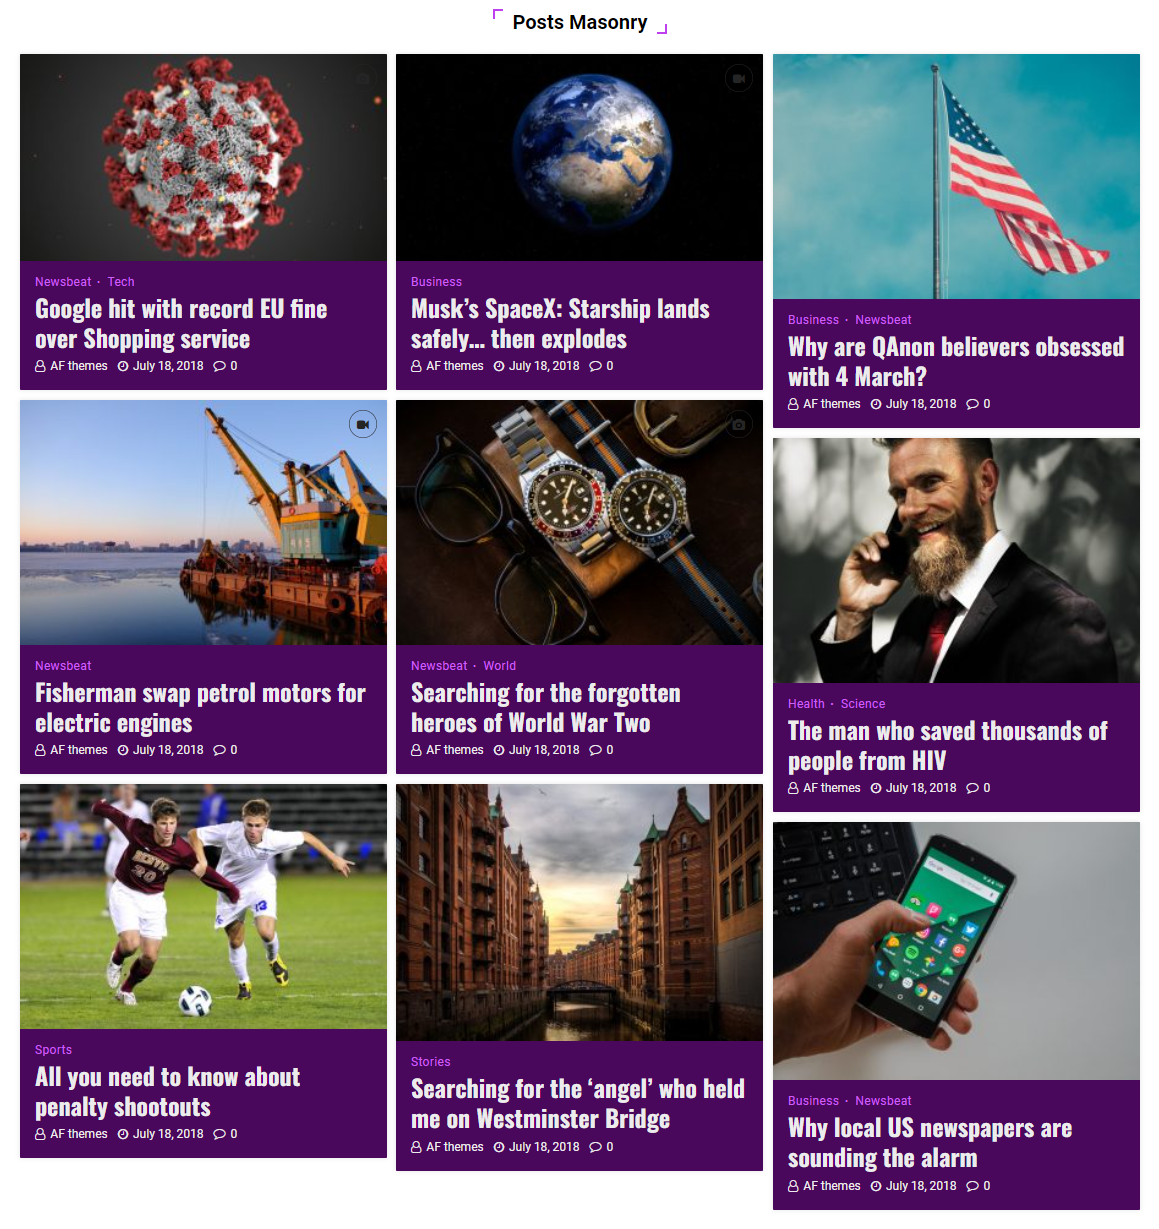 Posts Masonry
Newsbeat · Tech
Google hit with record EU fine
over Shopping service
AF themes July 18, 2018 0
Business
Musk’s SpaceX: Starship lands
safely… then explodes
AF themes July 18, 2018 0
Business · Newsbeat
Why are QAnon believers obsessed
with 4 March?
AF themes July 18, 2018 0
Newsbeat
Fisherman swap petrol motors for
electric engines
AF themes July 18, 2018 0
Newsbeat · World
Searching for the forgotten
heroes of World War Two
AF themes July 18, 2018 0
Health · Science
The man who saved thousands of
people from HIV
AF themes July 18, 2018 0
DENVER
20
13
Sports
All you need to know about
penalty shootouts
AF themes July 18, 2018 0
Stories
Searching for the ‘angel’ who held
me on Westminster Bridge
AF themes July 18, 2018 0
Business · Newsbeat
Why local US newspapers are
sounding the alarm
AF themes July 18, 2018 0